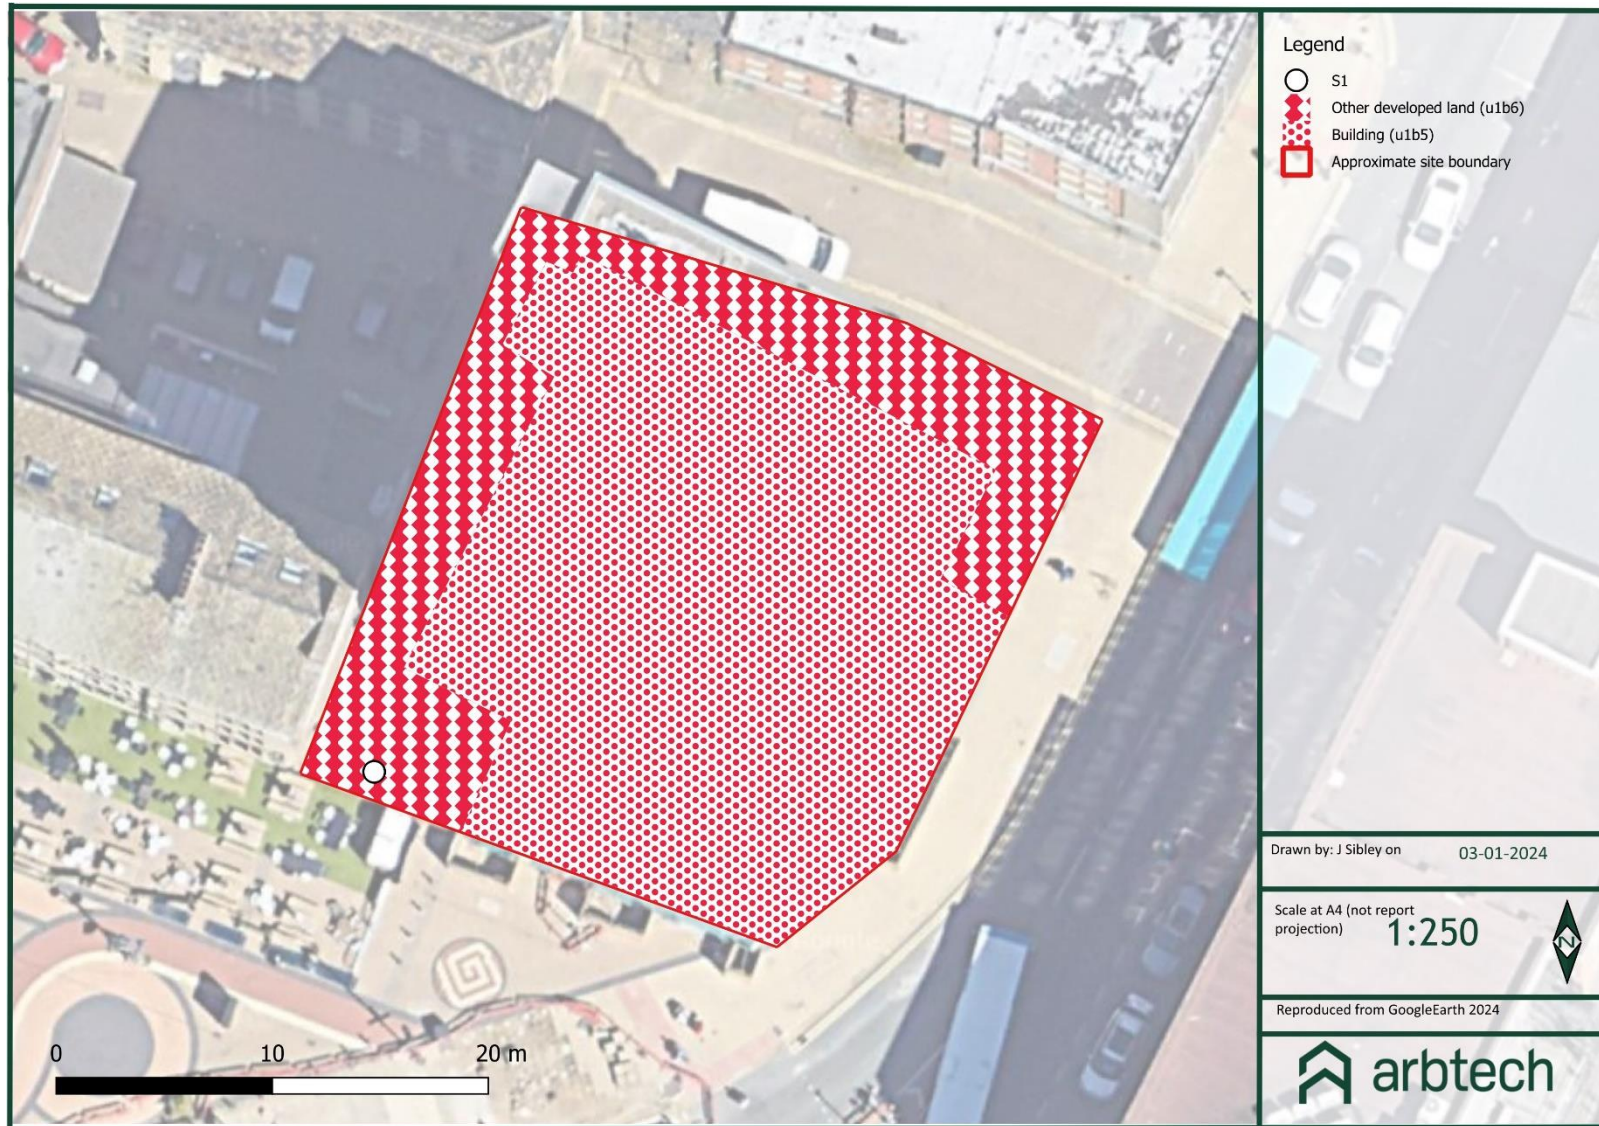 Legend
S1
Other developed land (u1b6)
Building (u1b5)
Approximate site boundary
Drawn by: J Sibley on 03-01-2024
Scale at A4 (not report
projection) 1:250
N
Reproduced from GoogleEarth 2024
arbtech
0 10 20 m